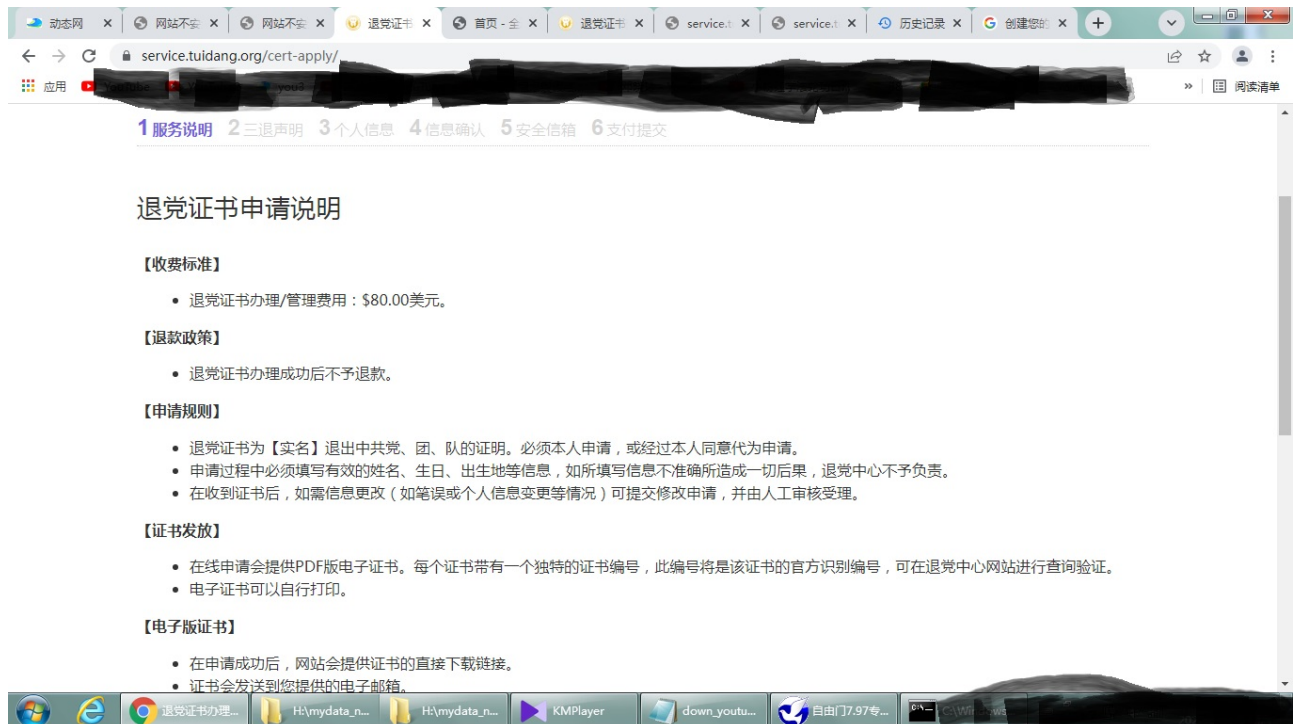 动态网
网站不安
网站不安
退党证书
首页 - 全
退党证书
service.t
service.t
历史记录
创建您的
service.tuidang.org/cert-apply/
应用
YouTube
you3
»
阅读清单
1 服务说明 2 三退声明 3 个人信息 4 信息确认 5 安全信箱 6 支付提交
退党证书申请说明
【收费标准】
• 退党证书办理/管理费用：$80.00美元。
【退款政策】
• 退党证书办理成功后不予退款。
【申请规则】
• 退党证书为【实名】退出中共党、团、队的证明。必须本人申请，或经过本人同意代为申请。
• 申请过程中必须填写有效的姓名、生日、出生地等信息，如所填写信息不准确所造成一切后果，退党中心不予负责。
• 在收到证书后，如需信息更改（如笔误或个人信息变更等情况）可提交修改申请，并由人工审核受理。
【证书发放】
• 在线申请会提供PDF版电子证书。每个证书带有一个独特的证书编号，此编号将是该证书的官方识别编号，可在退党中心网站进行查询验证。
• 电子证书可以自行打印。
【电子版证书】
• 在申请成功后，网站会提供证书的直接下载链接。
• 证书会发送到您提供的电子邮箱。
退党证书办理...
H:\mydata_n...
H:\mydata_n...
KMPlayer
down_youtu...
自由门7.97专...
C:\Windows